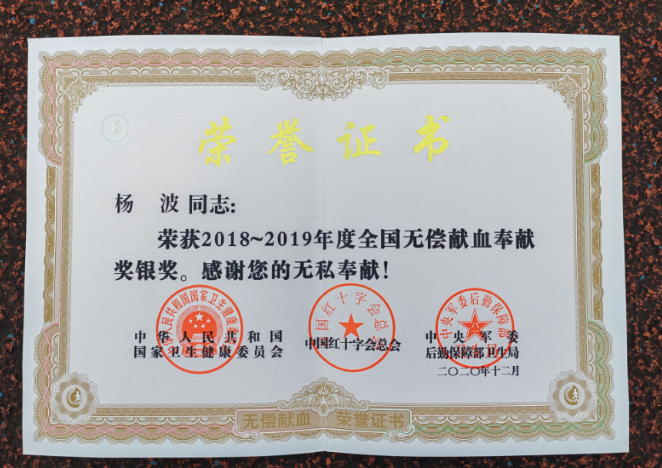 荣誉证书
杨 波 同志:
荣获2018~2019年度全国无偿献血奉献
奖银奖。感谢您的无私奉献!
中华人民共和国
国家卫生健康委员会
中国红十字会总会
中央军委
后勤保障部卫生局
二〇二〇年十二月
无偿献血 荣誉证书